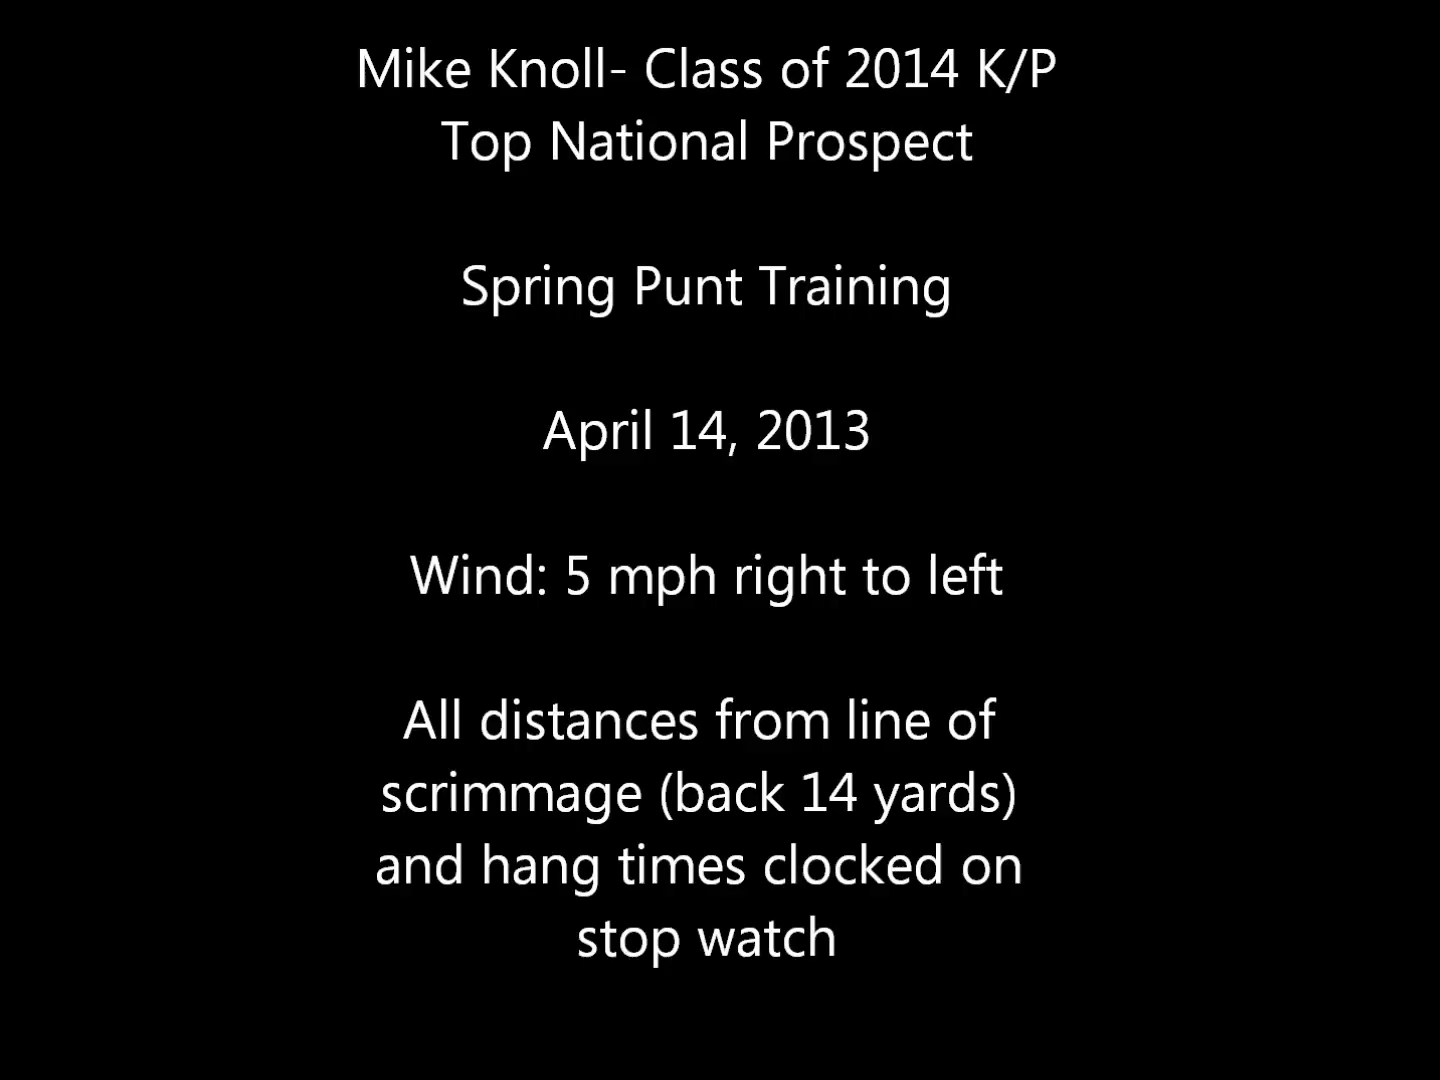 Mike Knoll- Class of 2014 K/P
Top National Prospect
Spring Punt Training
April 14, 2013
Wind: 5 mph right to left
All distances from line of
scrimmage (back 14 yards)
and hang times clocked on
stop watch